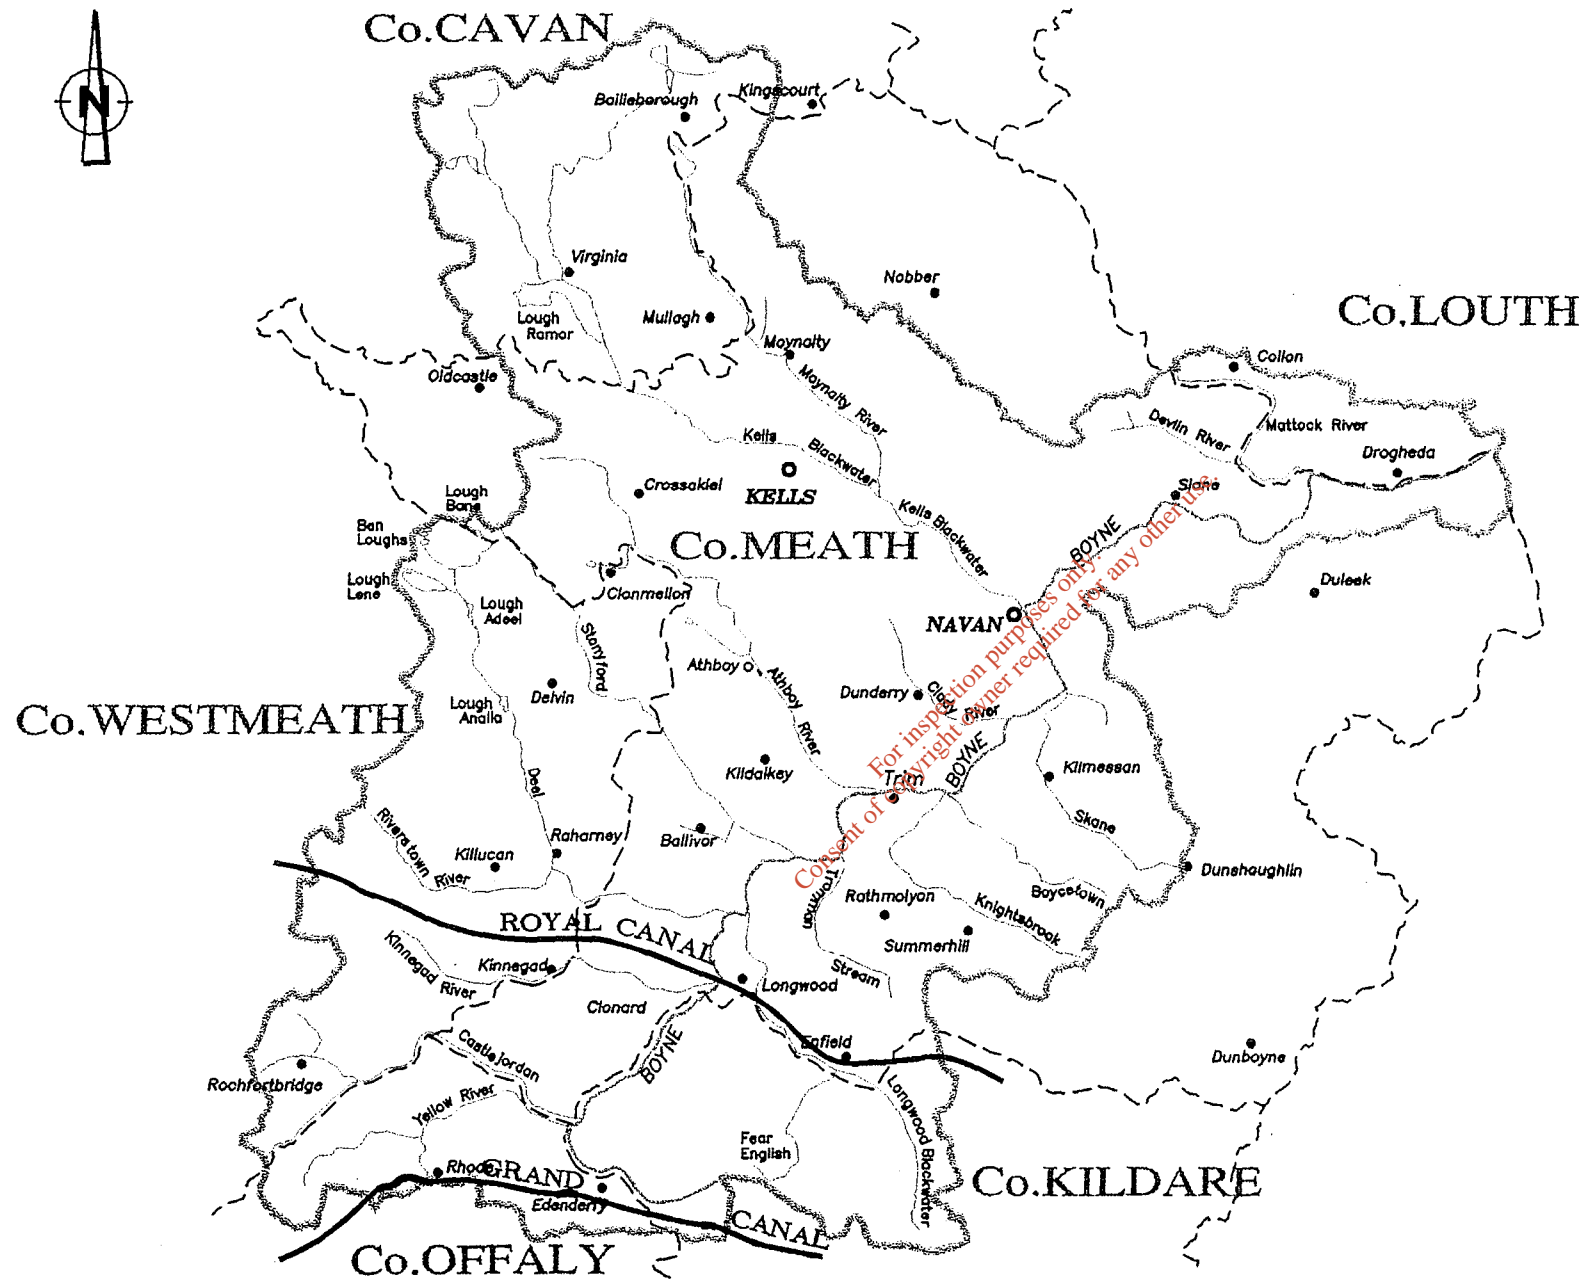 Co.CAVAN
N
Bailieborough
Kingscourt
Virginia
Nobber
Lough
Ramor
Mullagh
Co.LOUTH
Moynalty
Collon
Oldcastle
Moynalty River
Devlin River
Mattock River
Kells
Blackwater
Drogheda
KELLS
Crossakiel
Slane
Lough
Bane
Kells Blackwater
Ben
Loughs
Co.MEATH
BOYNE
Lough
Lene
Clonmellon
Duleek
Lough
Adeel
NAVAN
Stonyford
Athboy
Athboy River
Dunderry
Clady River
Delvin
Lough
Analla
Co.WESTMEATH
For inspection purposes only.
Consent of copyright owner required for any other use.
BOYNE
Kildalkey
Trim
Kilmessan
Deel
Skane
Riverstown River
Raharney
Ballivor
Killucan
Dunshaughlin
Tromman
Rathmolyon
Boycetown
Knightsbrook
ROYAL CANAL
Summerhill
Kinnegad River
Kinnegad
Stream
Longwood
Clonard
BOYNE
Castlejordan
Enfield
Dunboyne
Rochfortbridge
Yellow River
Longwood Blackwater
Fear
English
Rhode
GRAND
CANAL
Edenderry
Co.KILDARE
Co.OFFALY